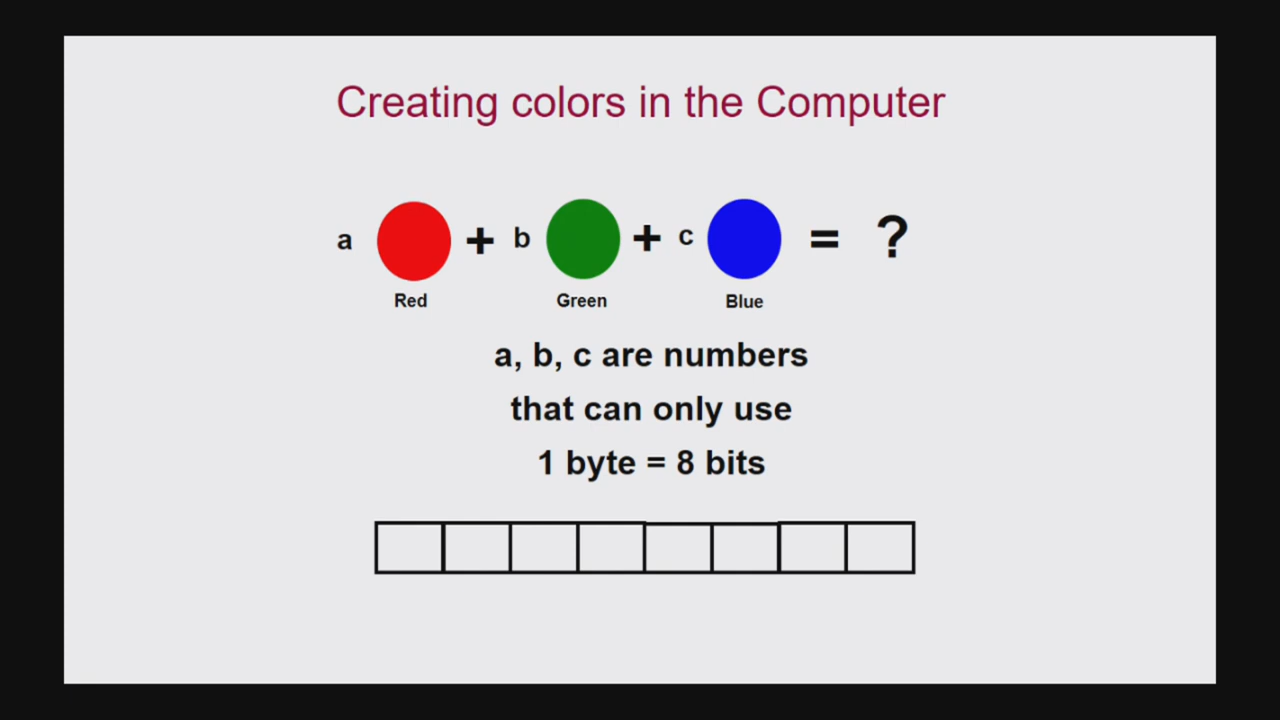 Creating colors in the Computer
a + b + c = ?
Red Green Blue
a, b, c are numbers
that can only use
1 byte = 8 bits